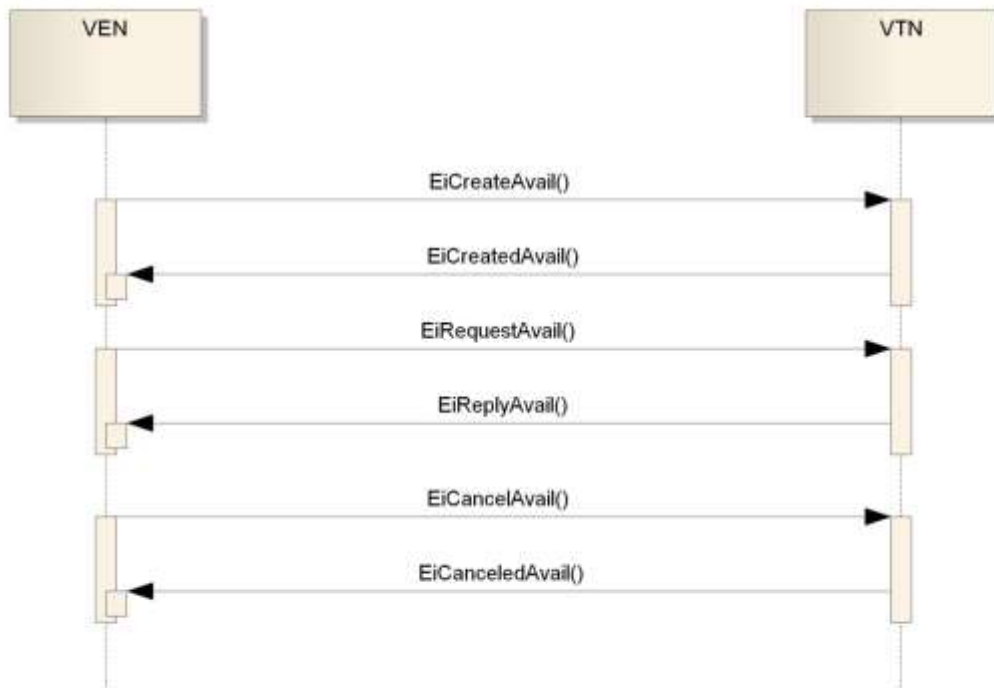 VEN
VTN
EiCreateAvail()
EiCreatedAvail()
EiRequestAvail()
EiReplyAvail()
EiCancelAvail()
EiCanceledAvail()